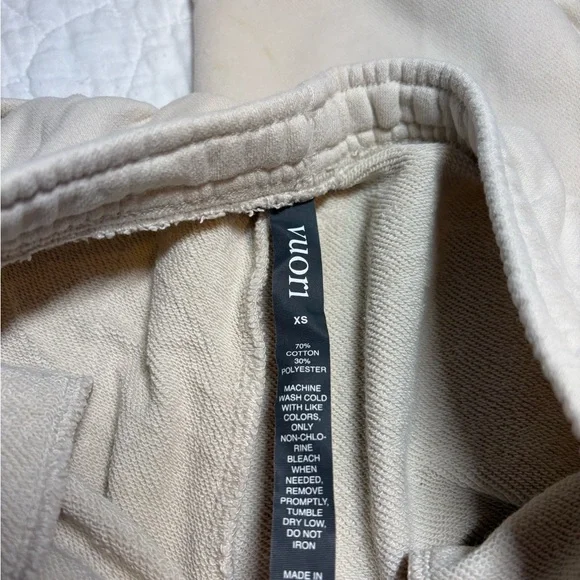 vuori
XS
70%
COTTON
30%
POLYESTER
MACHINE
WASH COLD
WITH LIKE
COLORS,
ONLY
NON-CHLO-
RINE
BLEACH
WHEN
NEEDED,
REMOVE
PROMPTLY,
TUMBLE
DRY LOW,
DO NOT
IRON
MADE IN